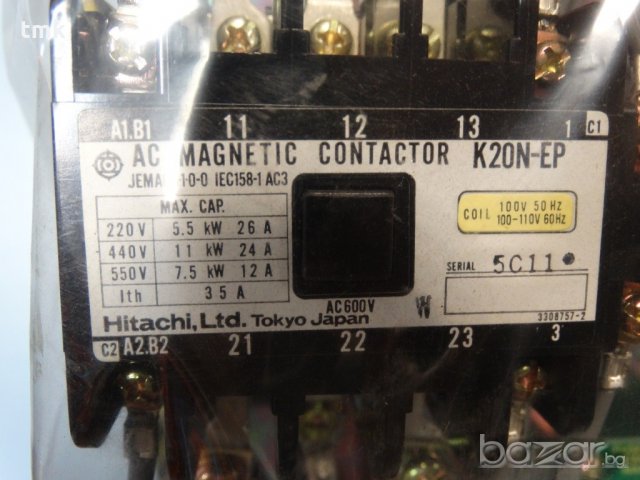 tmk
A1.B1 11 12 13 1 C1
AC MAGNETIC CONTACTOR K20N-EP
JEMA 1-0-0 IEC158-1 AC3
MAX. CAP.
220V 5.5 kW 26 A
440V 11 kW 24 A
550V 7.5 kW 12 A
Ith 35 A
COIL 100V 50Hz
100-110V 60Hz
SERIAL 5C11
AC600V
3308757-2
Hitachi,Ltd. Tokyo Japan
C2 A2.B2 21 22 23 3
bazar.bg